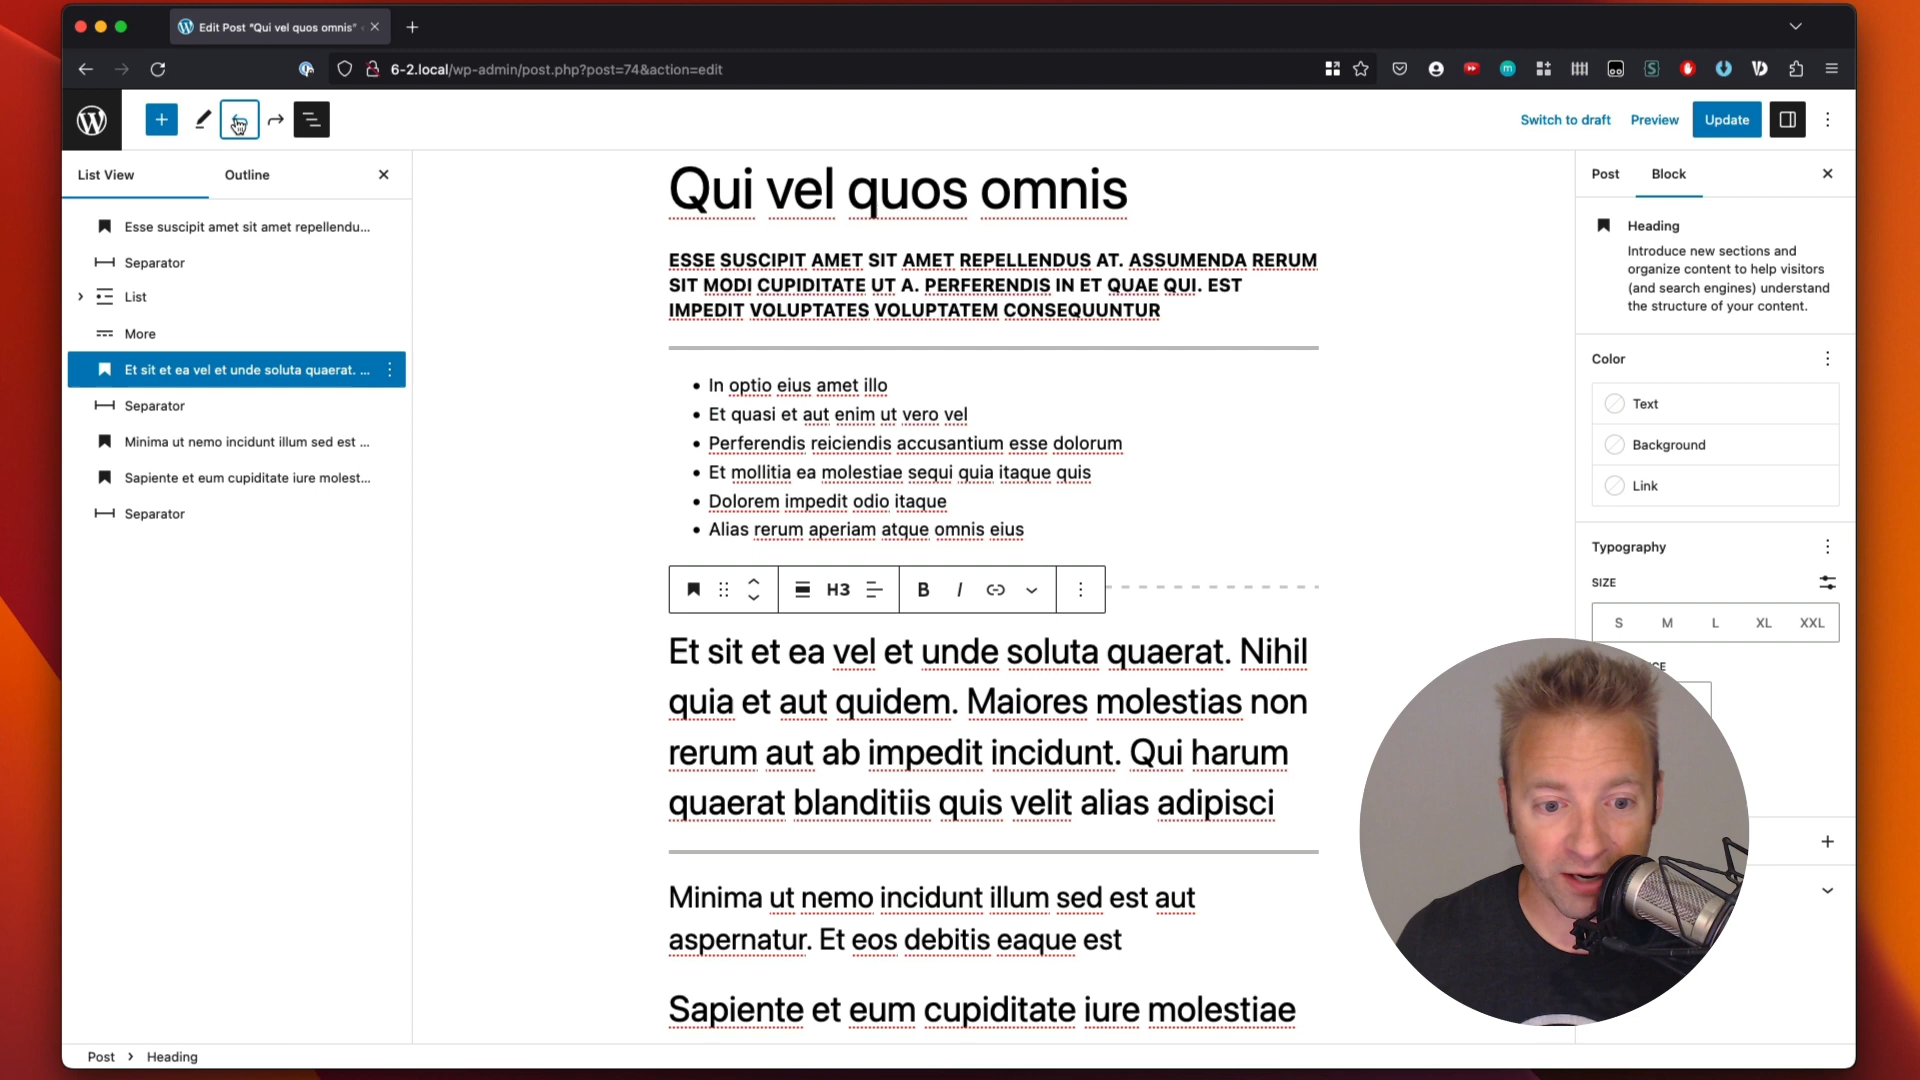 Edit Post "Qui vel quos omnis"
6-2.local/wp-admin/post.php?post=74&action=edit
Switch to draft
Preview
Update
List View
Outline
Esse suscipit amet sit amet repellendu...
Separator
List
More
Et sit et ea vel et unde soluta quaerat. ...
Separator
Minima ut nemo incidunt illum sed est ...
Sapiente et eum cupiditate iure molest...
Separator
Qui vel quos omnis
ESSE SUSCIPIT AMET SIT AMET REPELLENDUS AT. ASSUMENDA RERUM
SIT MODI CUPIDITATE UT A. PERFERENDIS IN ET QUAE QUI. EST
IMPEDIT VOLUPTATES VOLUPTATEM CONSEQUUNTUR
• In optio eius amet illo
• Et quasi et aut enim ut vero vel
• Perferendis reiciendis accusantium esse dolorum
• Et mollitia ea molestiae sequi quia itaque quis
• Dolorem impedit odio itaque
• Alias rerum aperiam atque omnis eius
H3 B I
Et sit et ea vel et unde soluta quaerat. Nihil
quia et aut quidem. Maiores molestias non
rerum aut ab impedit incidunt. Qui harum
quaerat blanditiis quis velit alias adipisci
Minima ut nemo incidunt illum sed est aut
aspernatur. Et eos debitis eaque est
Sapiente et eum cupiditate iure molestiae
Post
Block
Heading
Introduce new sections and
organize content to help visitors
(and search engines) understand
the structure of your content.
Color
Text
Background
Link
Typography
SIZE
S M L XL XXL
Post > Heading